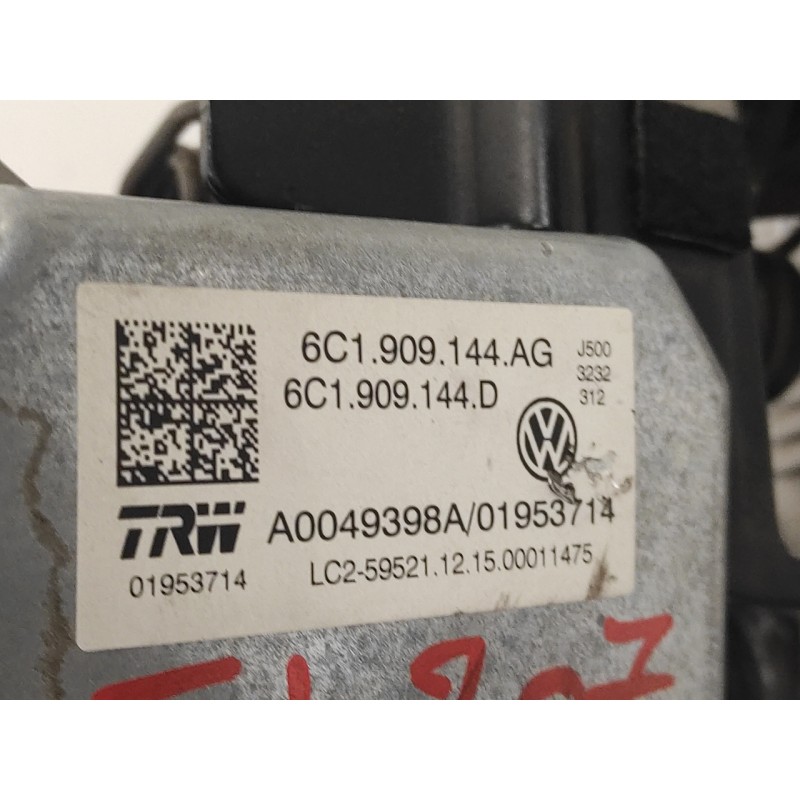 6C1.909.144.AG J500
3232
6C1.909.144.D 312
VW
TRW A0049398A/01953714
01953714 LC2-59521.12.15.00011475